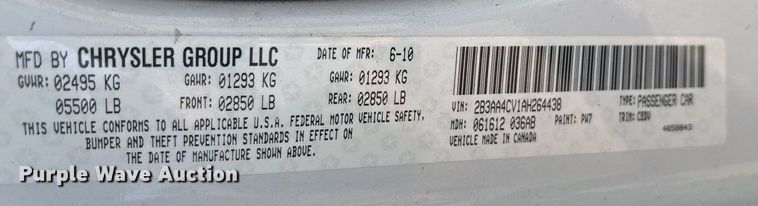 MFD BY CHRYSLER GROUP LLC DATE OF MFR: 6-10
GVWR: 02495 KG GAWR: 01293 KG GAWR: 01293 KG
05500 LB FRONT: 02850 LB REAR: 02850 LB
THIS VEHICLE CONFORMS TO ALL APPLICABLE U.S.A. FEDERAL MOTOR VEHICLE SAFETY,
BUMPER AND THEFT PREVENTION STANDARDS IN EFFECT ON
THE DATE OF MANUFACTURE SHOWN ABOVE.
VIN: 2B3AA4CV1AH264438 TYPE: PASSENGER CAR
MDH: 061612 036AB PAINT: PW7 TRIM: CBDV
VEHICLE MADE IN CANADA 4658843
Purple Wave Auction